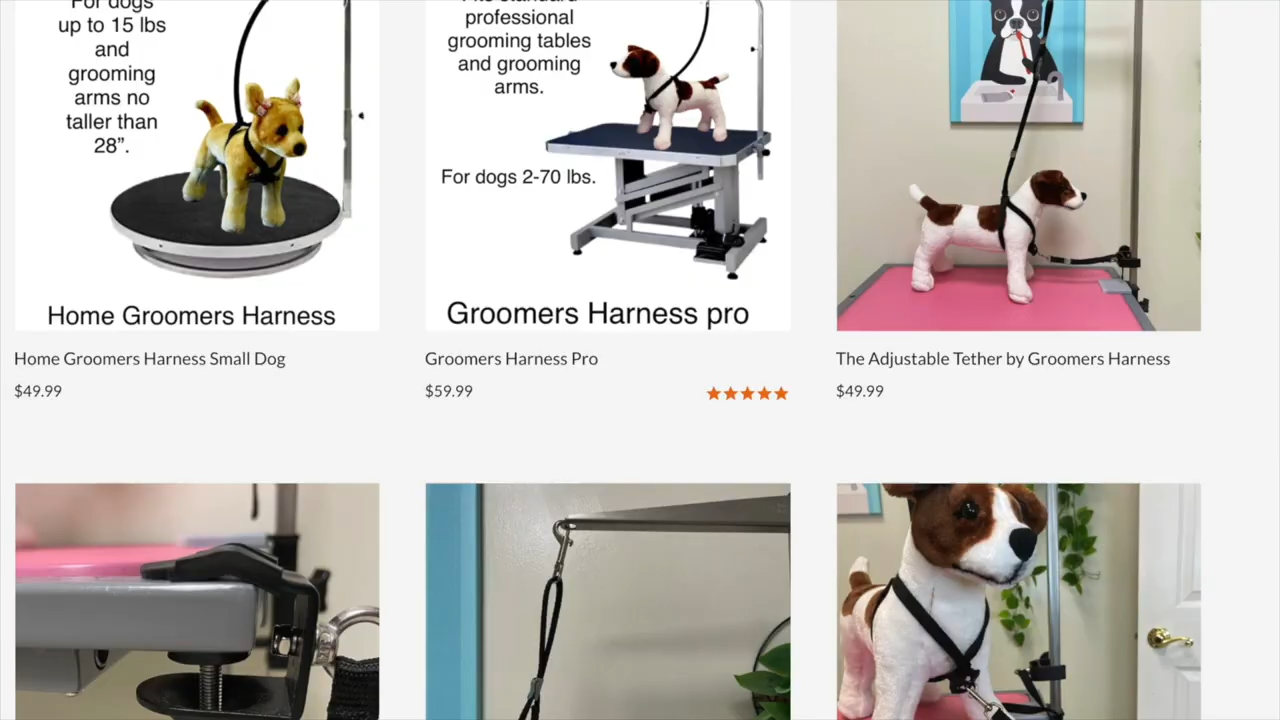 For dogs
up to 15 lbs
and
grooming
arms no
taller than
28”.
Home Groomers Harness
Home Groomers Harness Small Dog
$49.99
professional
grooming tables
and grooming
arms.
For dogs 2-70 lbs.
Groomers Harness pro
Groomers Harness Pro
$59.99
The Adjustable Tether by Groomers Harness
$49.99